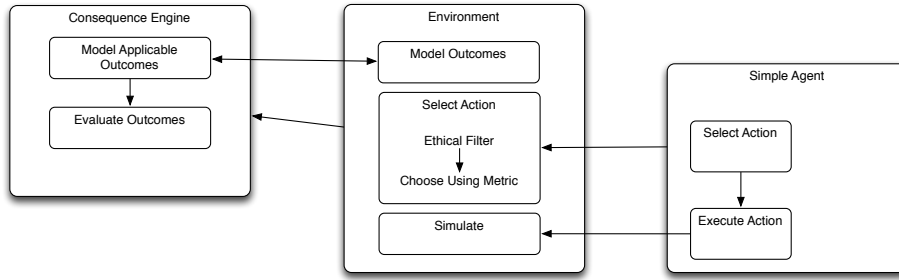 Consequence Engine
Model Applicable
Outcomes
Evaluate Outcomes
Environment
Model Outcomes
Select Action
Ethical Filter
Choose Using Metric
Simulate
Simple Agent
Select Action
Execute Action